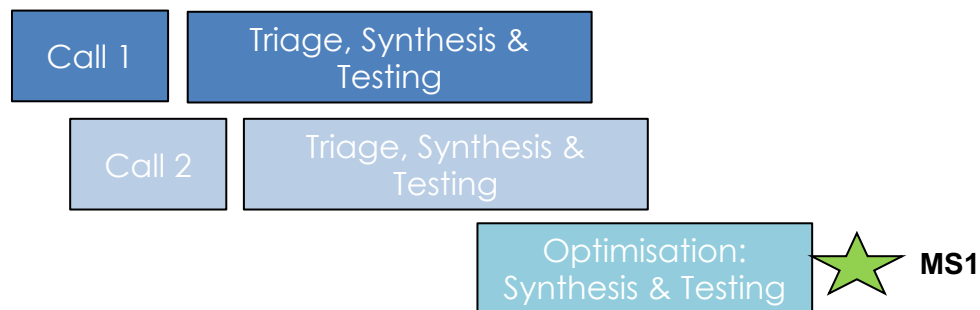 Call 1
Triage, Synthesis &
Testing
Call 2
Triage, Synthesis &
Testing
Optimisation:
Synthesis & Testing
MS1